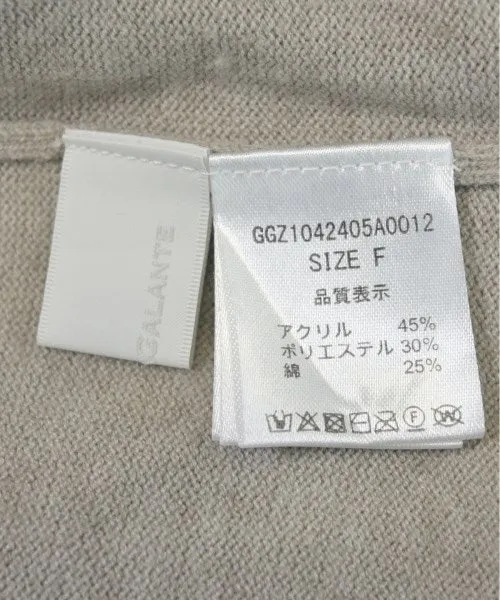 GALANTE
GGZ1042405A0012
SIZE F
品質表示
アクリル 45%
ポリエステル 30%
綿 25%
F
W